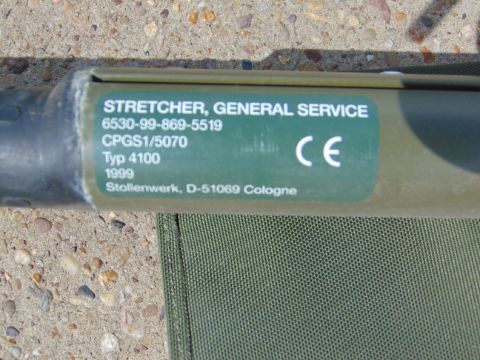 STRETCHER, GENERAL SERVICE
6530-99-869-5519
CPGS1/5070
Typ 4100
1999
Stollenwerk, D-51069 Cologne
CE